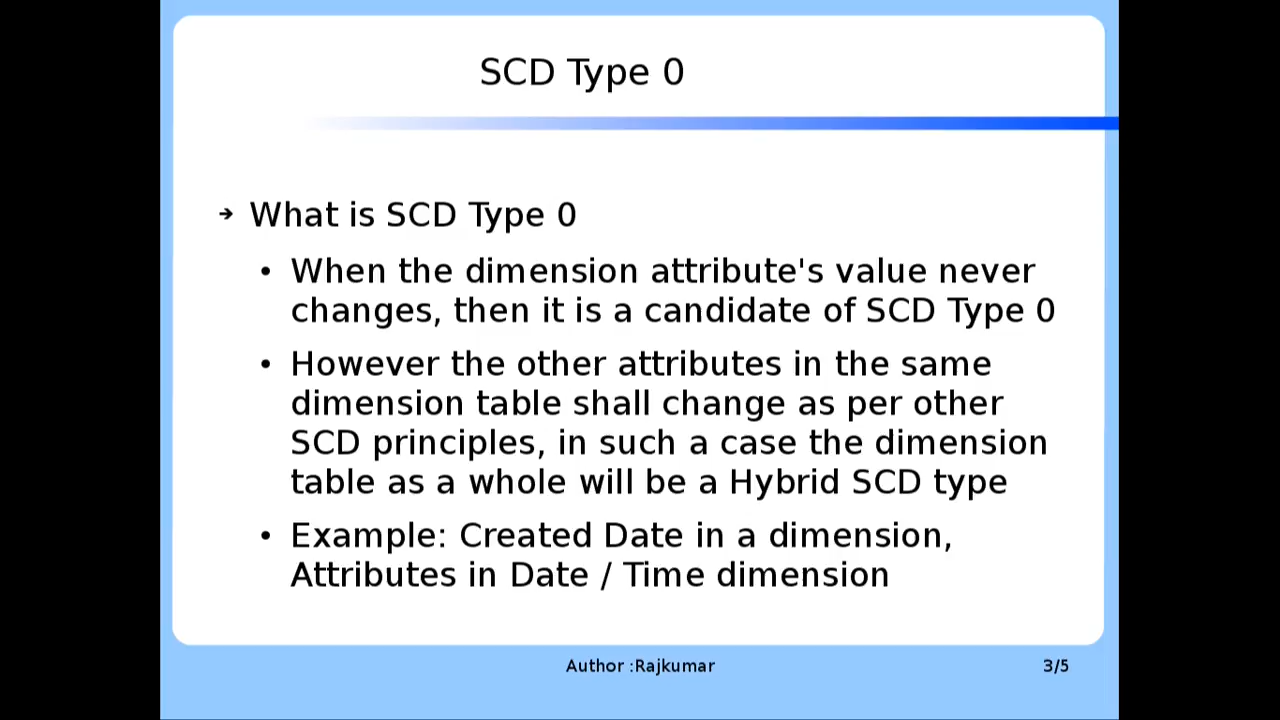 SCD Type 0
What is SCD Type 0
When the dimension attribute's value never
changes, then it is a candidate of SCD Type 0
However the other attributes in the same
dimension table shall change as per other
SCD principles, in such a case the dimension
table as a whole will be a Hybrid SCD type
Example: Created Date in a dimension,
Attributes in Date / Time dimension
Author :Rajkumar
3/5